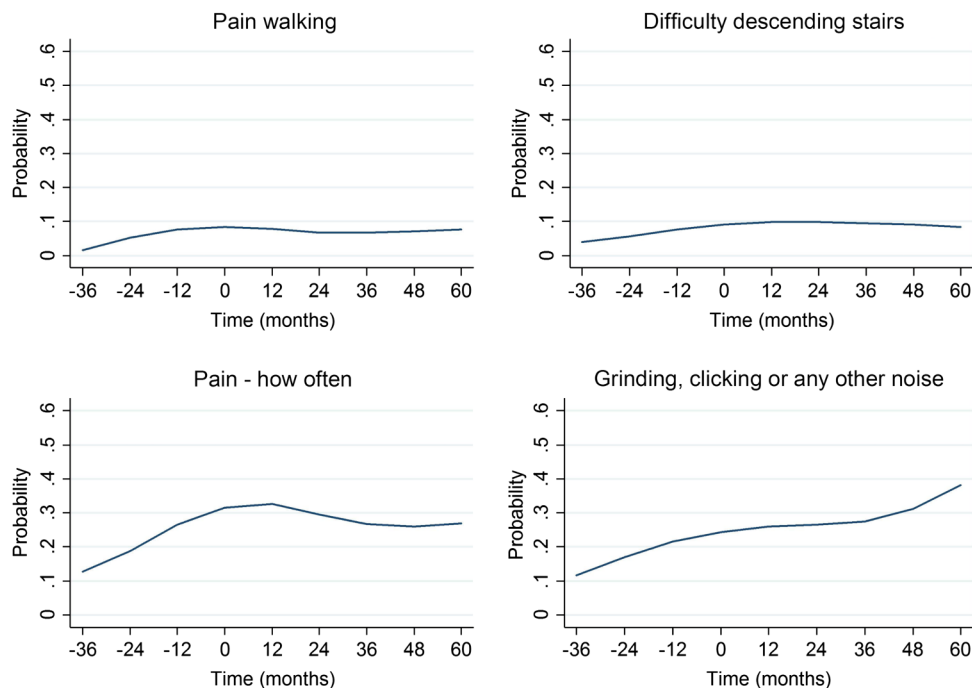 Pain walking
Probability
.6
.5
.4
.3
.2
.1
0
-36 -24 -12 0 12 24 36 48 60
Time (months)
Difficulty descending stairs
Probability
.6
.5
.4
.3
.2
.1
0
-36 -24 -12 0 12 24 36 48 60
Time (months)
Pain - how often
Probability
.6
.5
.4
.3
.2
.1
0
-36 -24 -12 0 12 24 36 48 60
Time (months)
Grinding, clicking or any other noise
Probability
.6
.5
.4
.3
.2
.1
0
-36 -24 -12 0 12 24 36 48 60
Time (months)